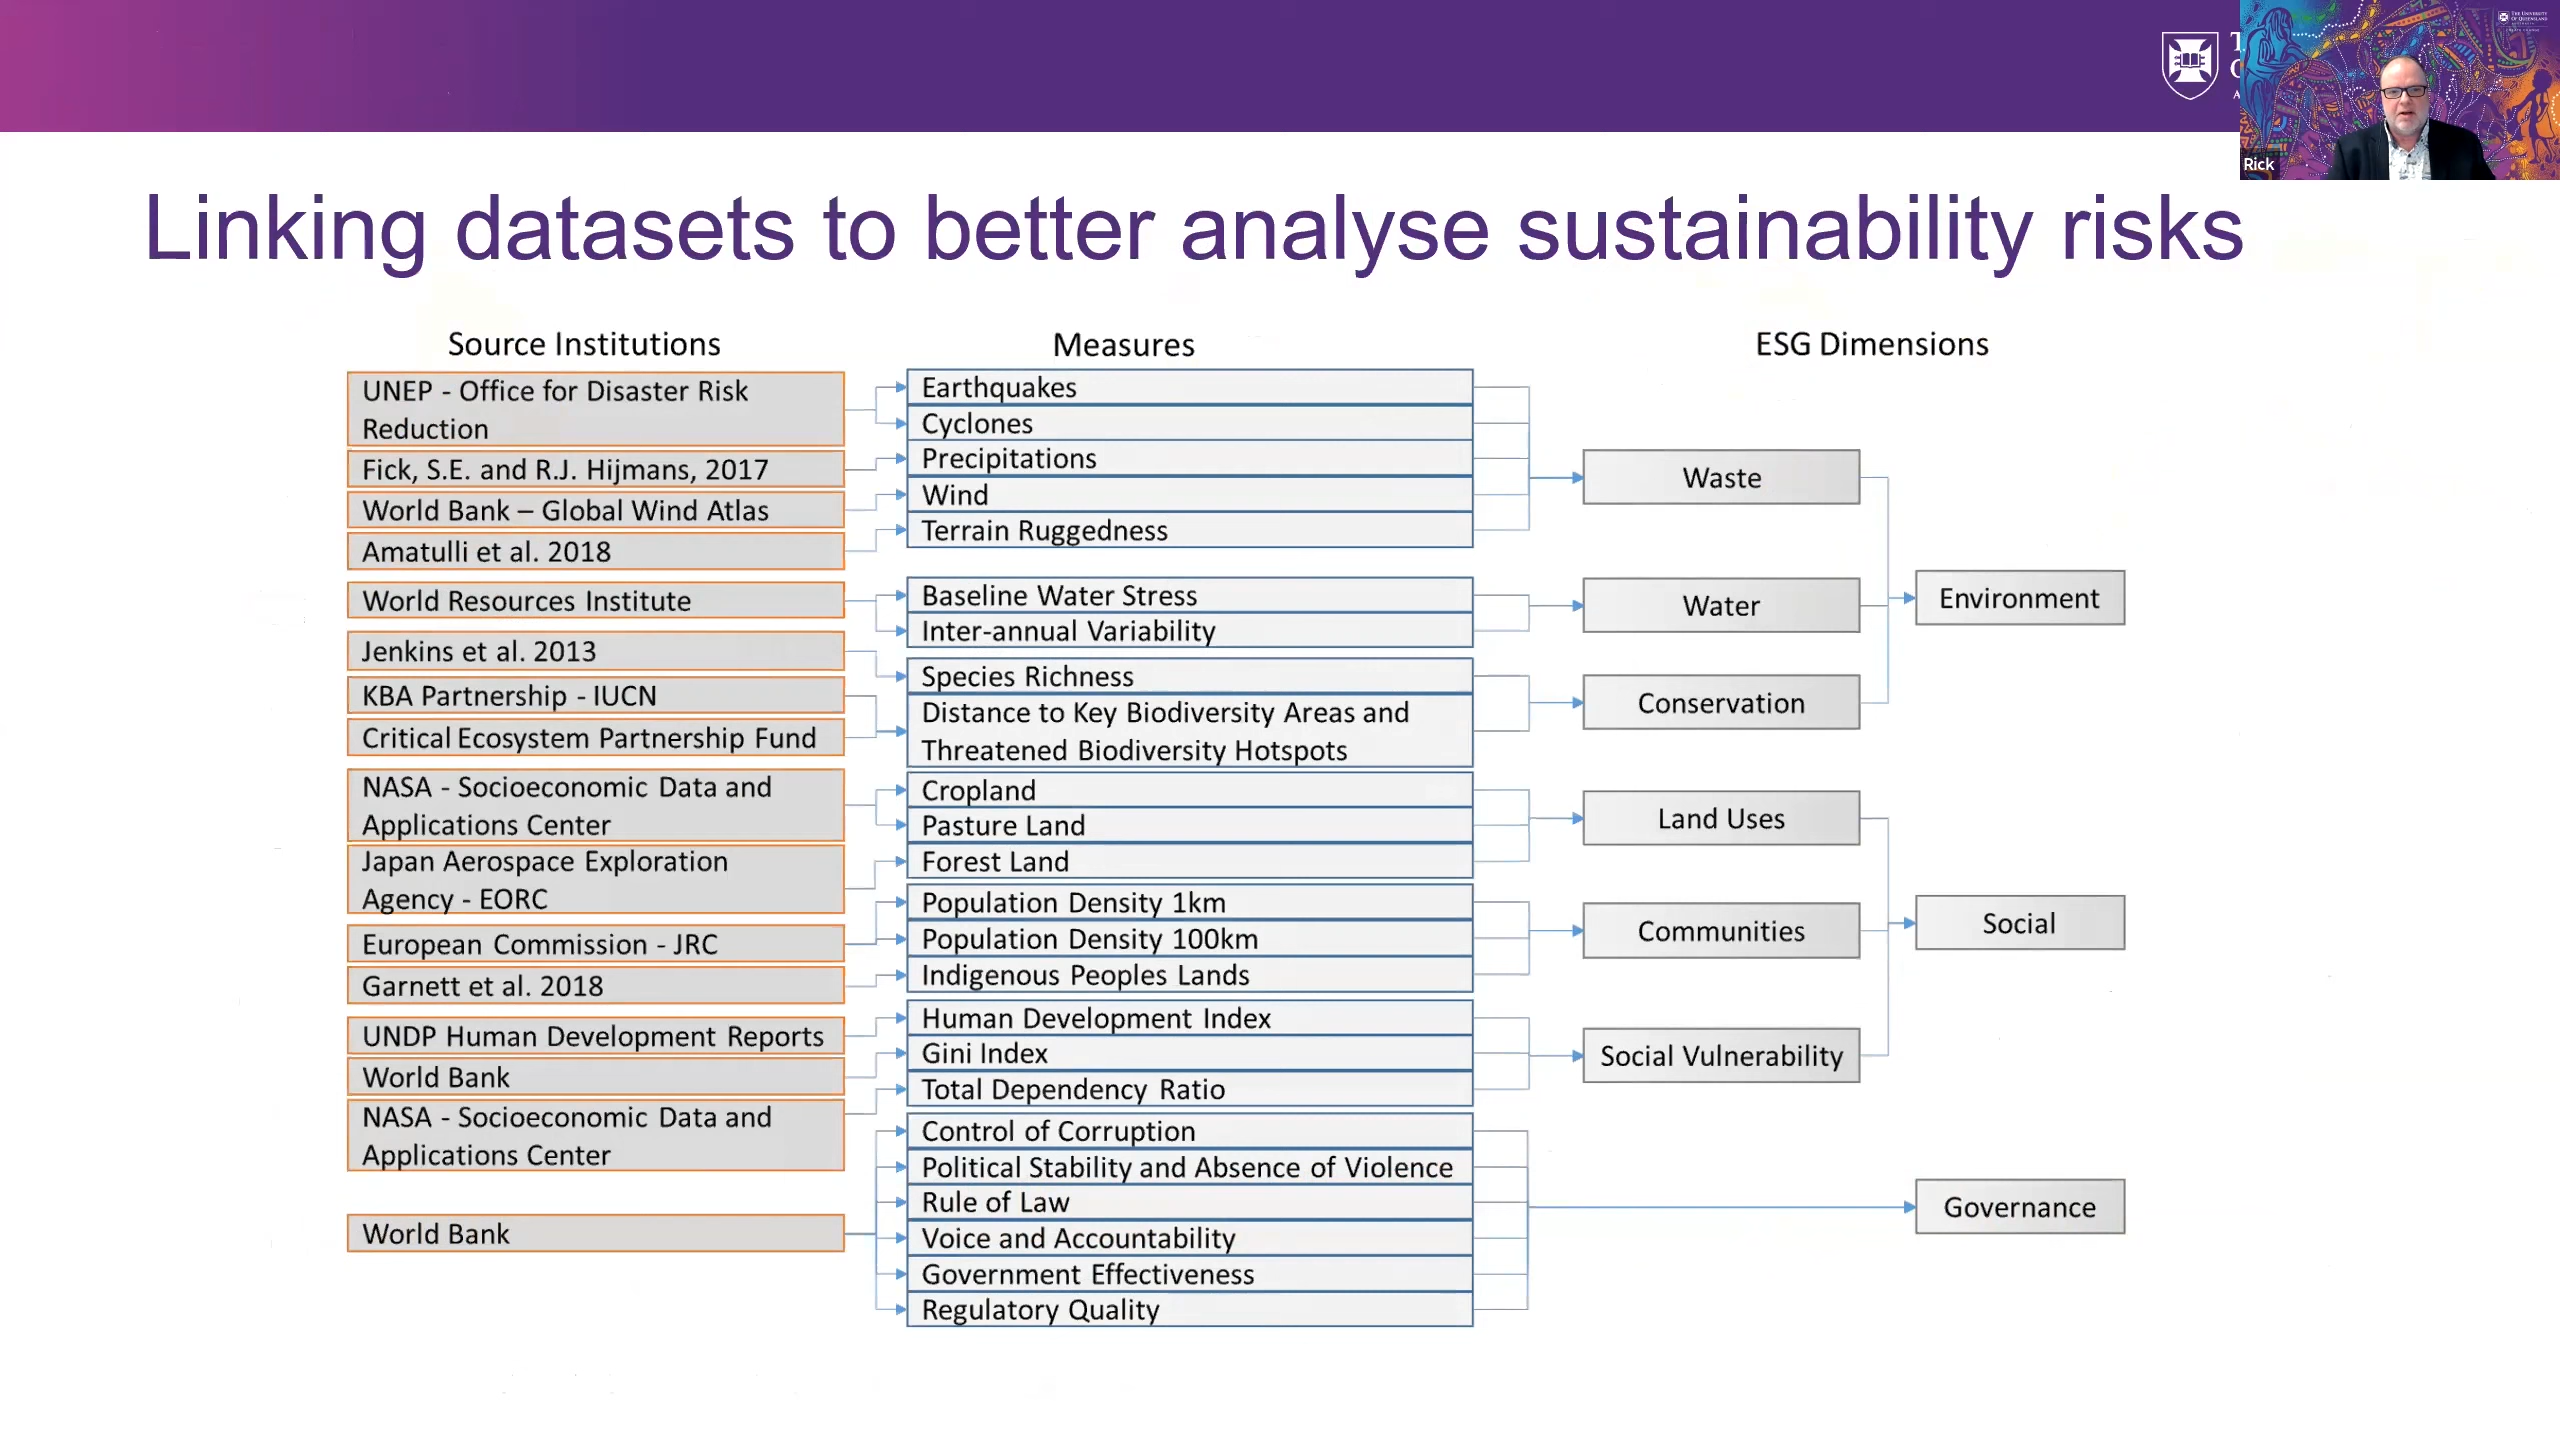 THE UNIVERSITY
OF QUEENSLAND
Rick
Linking datasets to better analyse sustainability risks
Source Institutions
UNEP - Office for Disaster Risk
Reduction
Fick, S.E. and R.J. Hijmans, 2017
World Bank – Global Wind Atlas
Amatulli et al. 2018
World Resources Institute
Jenkins et al. 2013
KBA Partnership - IUCN
Critical Ecosystem Partnership Fund
NASA - Socioeconomic Data and
Applications Center
Japan Aerospace Exploration
Agency - EORC
European Commission - JRC
Garnett et al. 2018
UNDP Human Development Reports
World Bank
NASA - Socioeconomic Data and
Applications Center
World Bank
Measures
Earthquakes
Cyclones
Precipitations
Wind
Terrain Ruggedness
Baseline Water Stress
Inter-annual Variability
Species Richness
Distance to Key Biodiversity Areas and
Threatened Biodiversity Hotspots
Cropland
Pasture Land
Forest Land
Population Density 1km
Population Density 100km
Indigenous Peoples Lands
Human Development Index
Gini Index
Total Dependency Ratio
Control of Corruption
Political Stability and Absence of Violence
Rule of Law
Voice and Accountability
Government Effectiveness
Regulatory Quality
ESG Dimensions
Waste
Water
Conservation
Land Uses
Communities
Social Vulnerability
Environment
Social
Governance